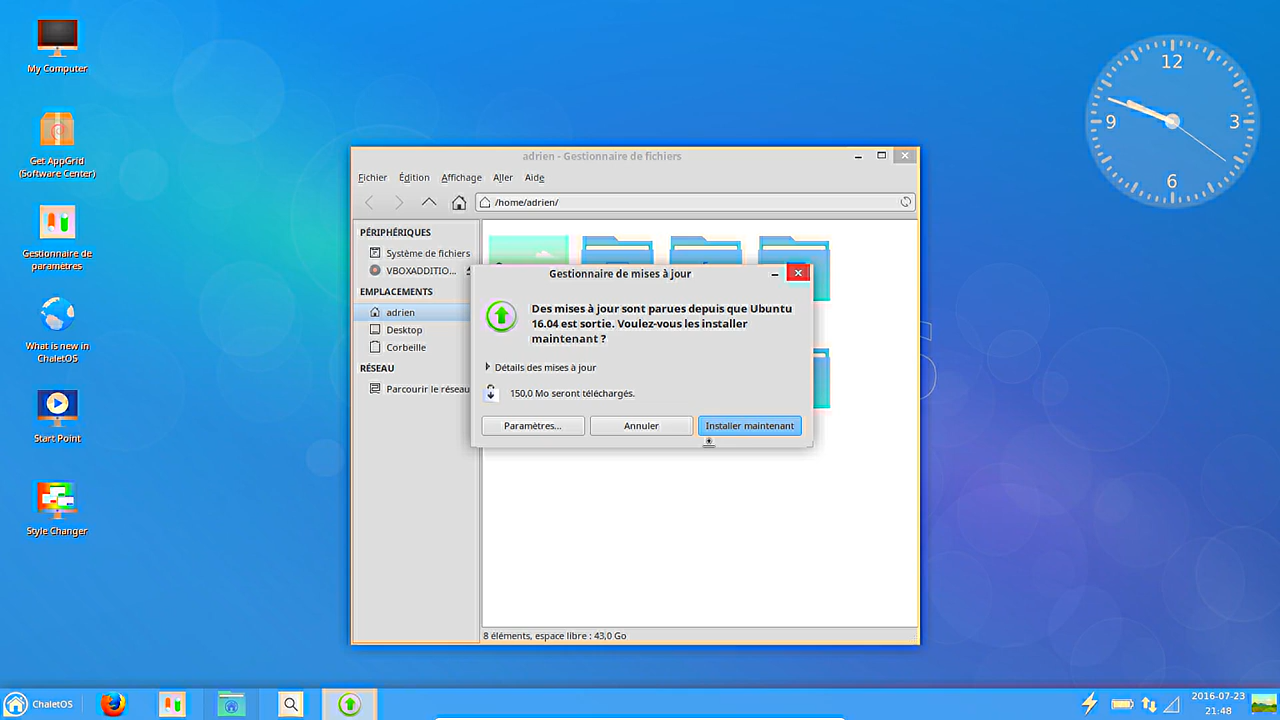 My Computer
Get AppGrid
(Software Center)
Gestionnaire de
paramètres
What is new in
ChaletOS
Start Point
Style Changer
12
3
6
9
adrien - Gestionnaire de fichiers
Fichier Édition Affichage Aller Aide
/home/adrien/
PÉRIPHÉRIQUES
Système de fichiers
VBOXADDITIO...
EMPLACEMENTS
adrien
Desktop
Corbeille
RÉSEAU
Parcourir le réseau
8 éléments, espace libre : 43,0 Go
Gestionnaire de mises à jour
Des mises à jour sont parues depuis que Ubuntu
16.04 est sortie. Voulez-vous les installer
maintenant ?
Détails des mises à jour
150,0 Mo seront téléchargés.
Paramètres... Annuler Installer maintenant
ChaletOS
2016-07-23
21:48